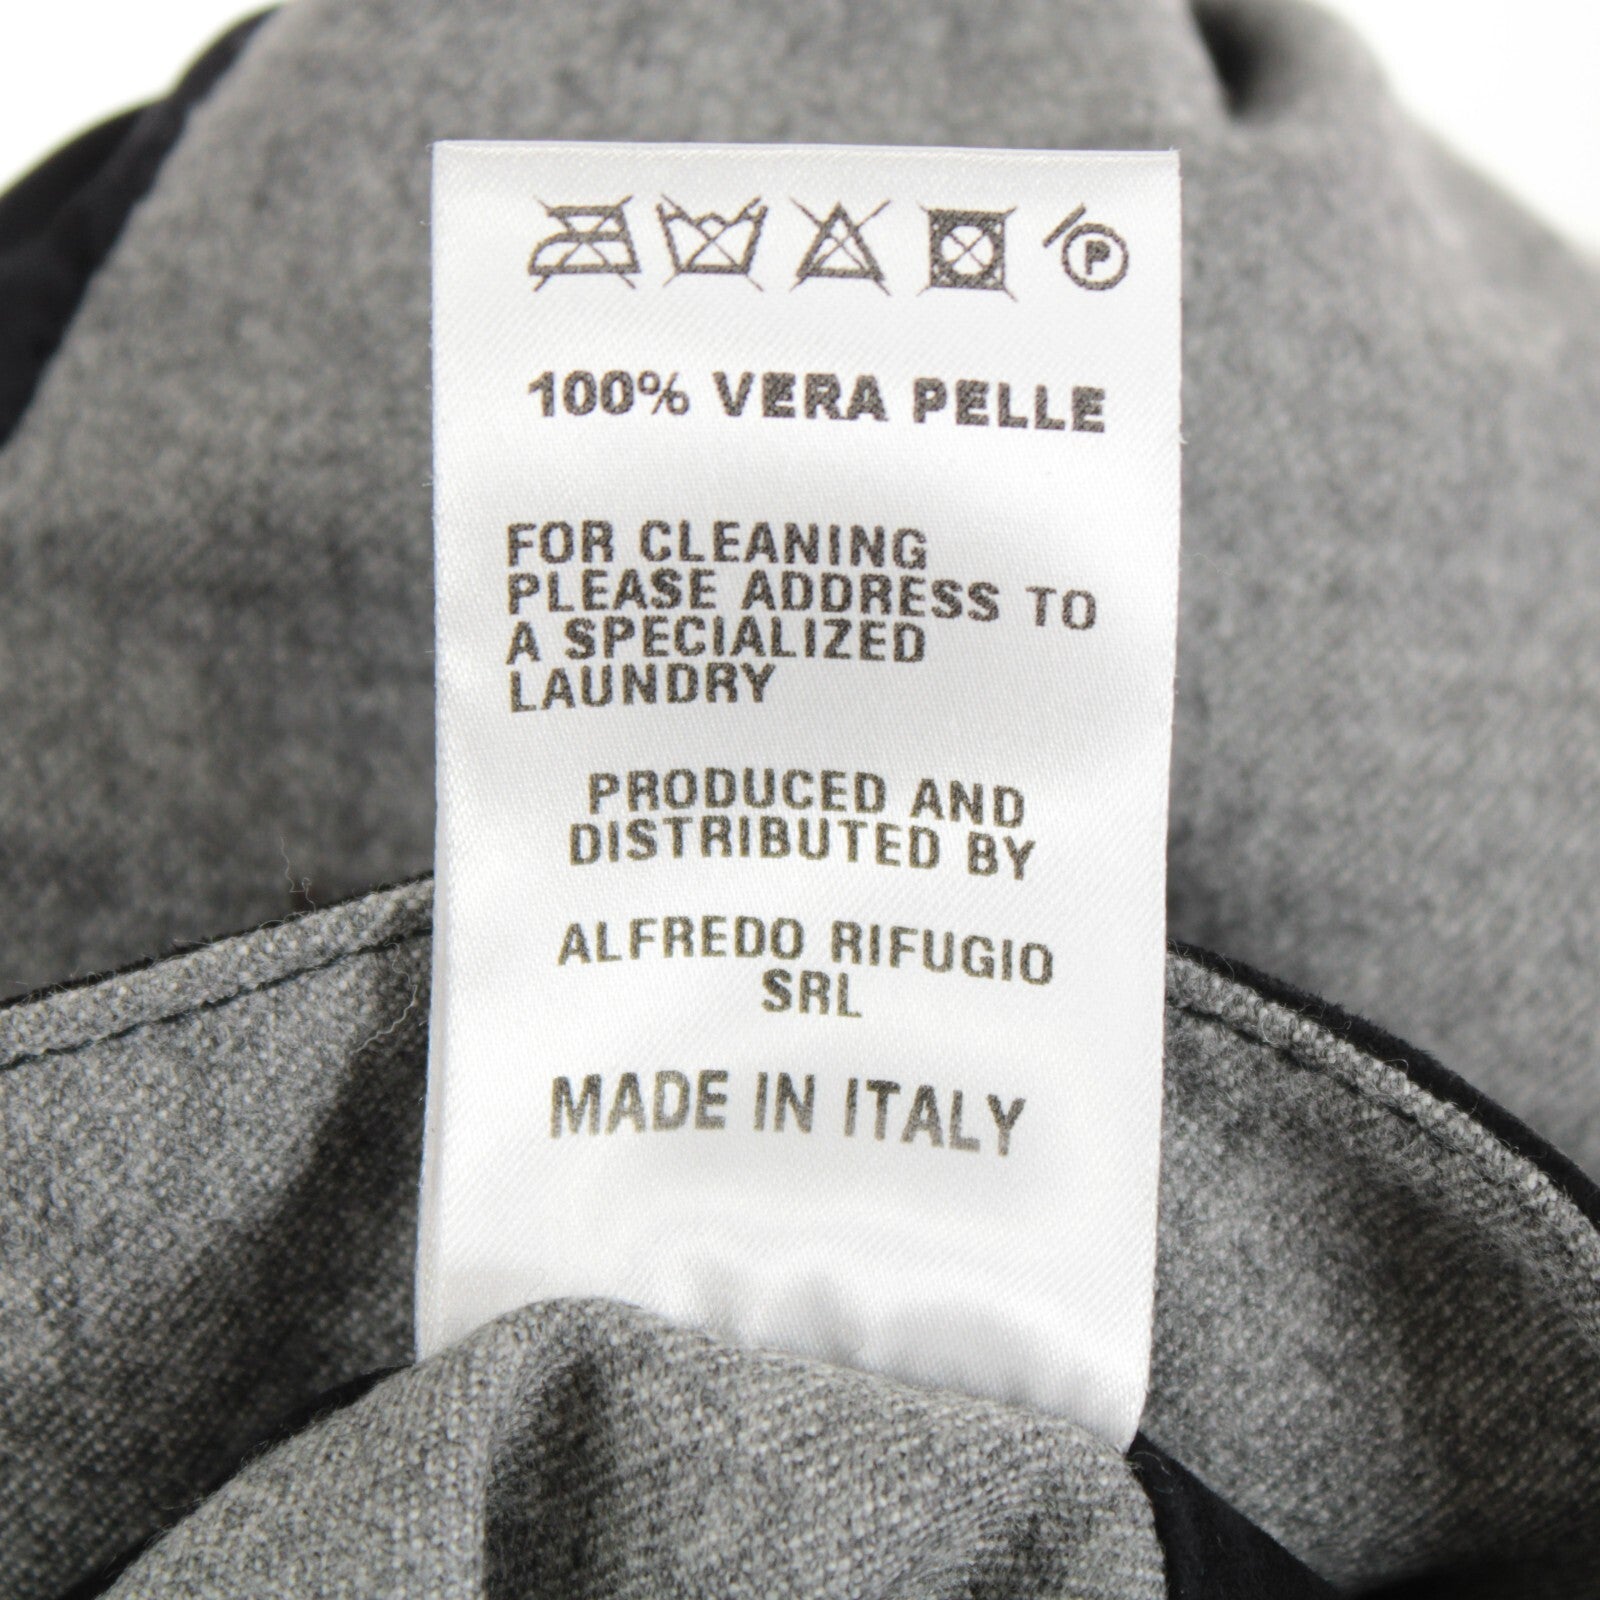 P
100% VERA PELLE
FOR CLEANING
PLEASE ADDRESS TO
A SPECIALIZED
LAUNDRY
PRODUCED AND
DISTRIBUTED BY
ALFREDO RIFUGIO
SRL
MADE IN ITALY